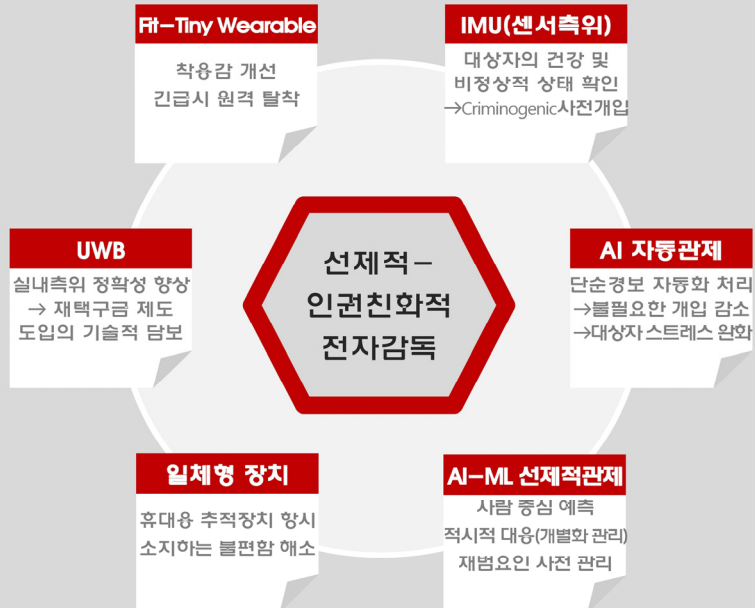 Fit-Tiny Wearable
착용감 개선
긴급시 원격 탈착
IMU(센서측위)
대상자의 건강 및
비정상적 상태 확인
→Criminogenic사전개입
UWB
실내측위 정확성 향상
→ 재택구금 제도
도입의 기술적 담보
선제적-
인권친화적
전자감독
AI 자동관제
단순경보 자동화 처리
→불필요한 개입 감소
→대상자 스트레스 완화
일체형 장치
휴대용 추적장치 항시
소지하는 불편함 해소
AI-ML 선제적관제
사람 중심 예측
적시적 대응(개별화 관리)
재범요인 사전 관리